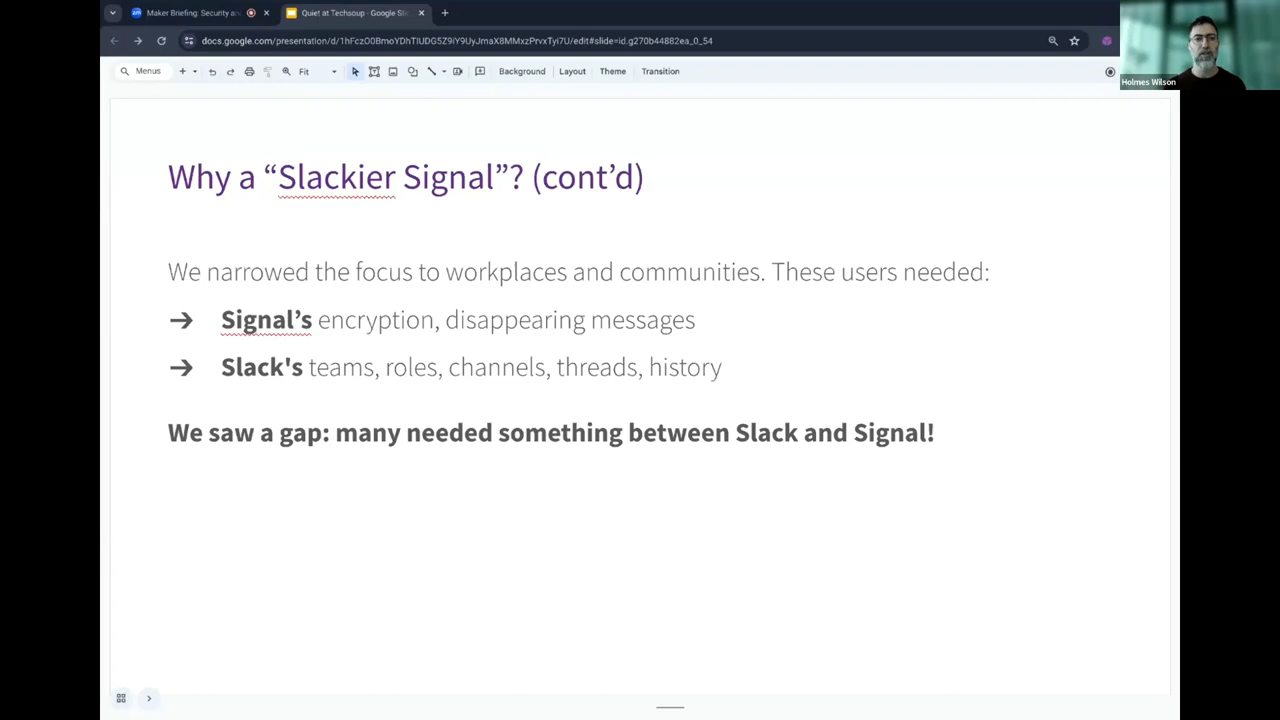 Maker Briefing: Security an
Quiet at Techsoup - Google Sli
docs.google.com/presentation/d/1hFczO0BmoYDhTIUDG5Z9iY9UyJmaX8MMxzPrvxTyi7U/edit#slide=id.g270b44882ea_0_54
Holmes Wilson
Menus
Fit
Background
Layout
Theme
Transition
Why a “Slackier Signal”? (cont’d)
We narrowed the focus to workplaces and communities. These users needed:
➔ Signal’s encryption, disappearing messages
➔ Slack's teams, roles, channels, threads, history
We saw a gap: many needed something between Slack and Signal!